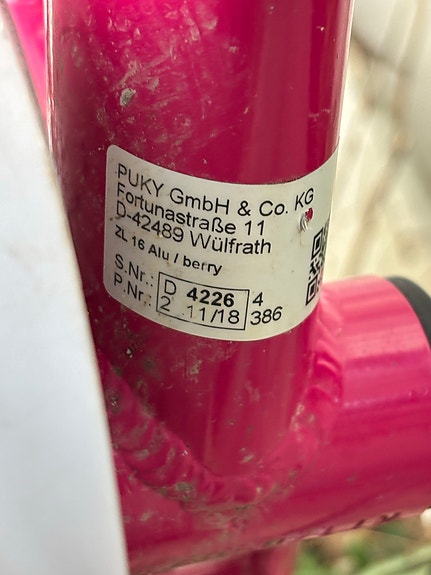 PUKY GmbH & Co. KG
Fortunastraße 11
D-42489 Wülfrath
ZL 16 Alu / berry
S.Nr.: D 4226 4
P.Nr.: 2 11/18 386